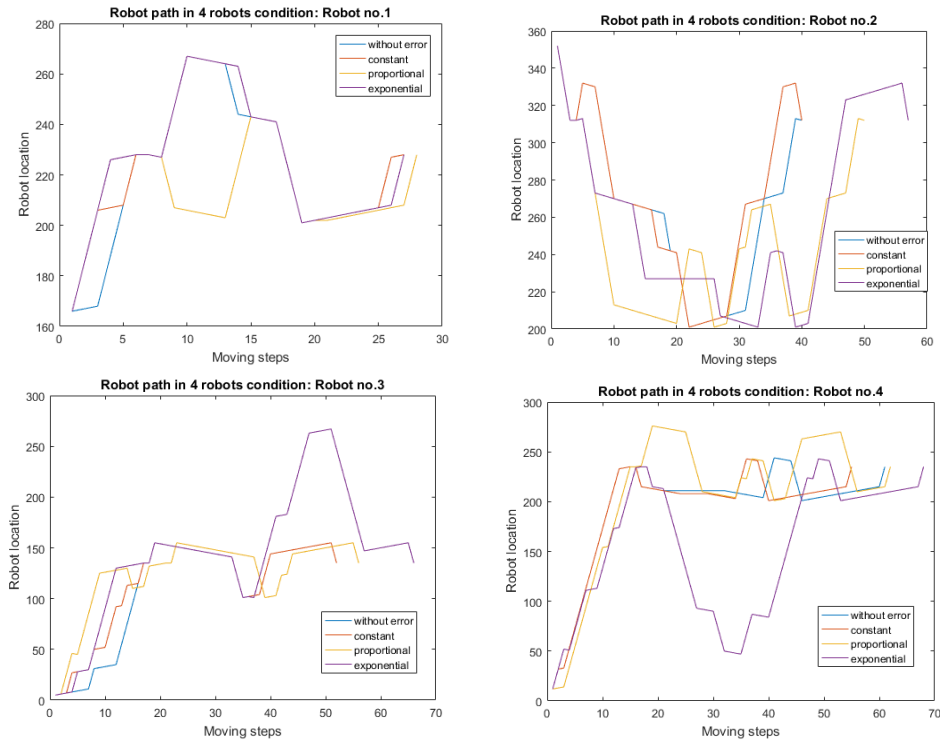 Robot path in 4 robots condition: Robot no.1
280
260
240
220
200
180
160
0
5
10
15
20
25
30
Robot location
Moving steps
without error
constant
proportional
exponential
Robot path in 4 robots condition: Robot no.2
360
340
320
300
280
260
240
220
200
0
10
20
30
40
50
60
Robot location
Moving steps
without error
constant
proportional
exponential
Robot path in 4 robots condition: Robot no.3
300
250
200
150
100
50
0
0
10
20
30
40
50
60
70
Robot location
Moving steps
without error
constant
proportional
exponential
Robot path in 4 robots condition: Robot no.4
300
250
200
150
100
50
0
0
10
20
30
40
50
60
70
Robot location
Moving steps
without error
constant
proportional
exponential